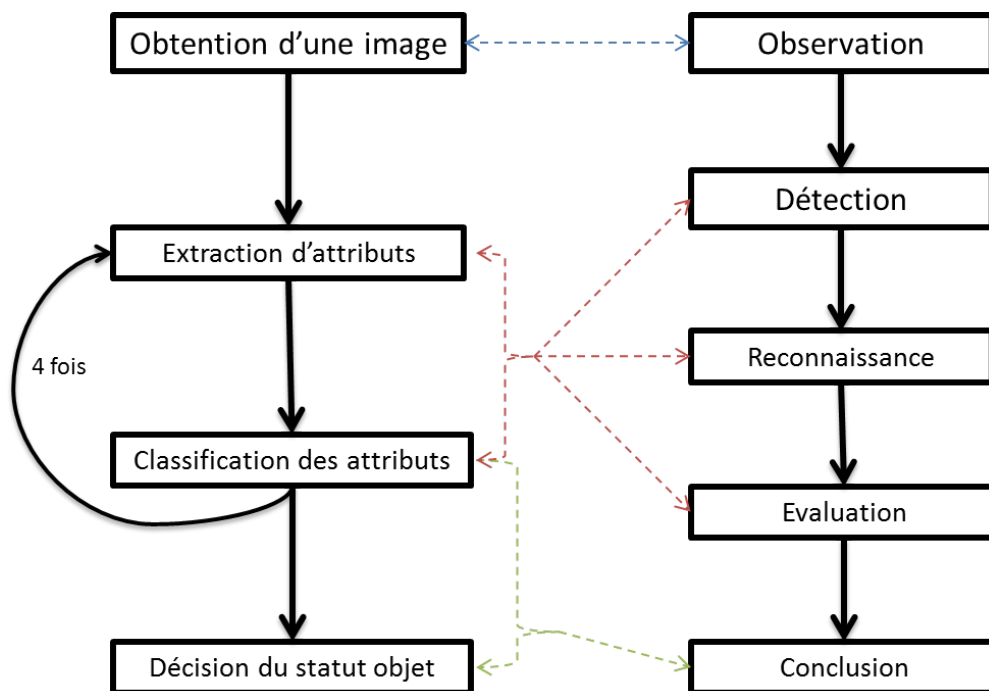 Obtention d’une image
Observation
Détection
Extraction d’attributs
Reconnaissance
4 fois
Classification des attributs
Evaluation
Décision du statut objet
Conclusion